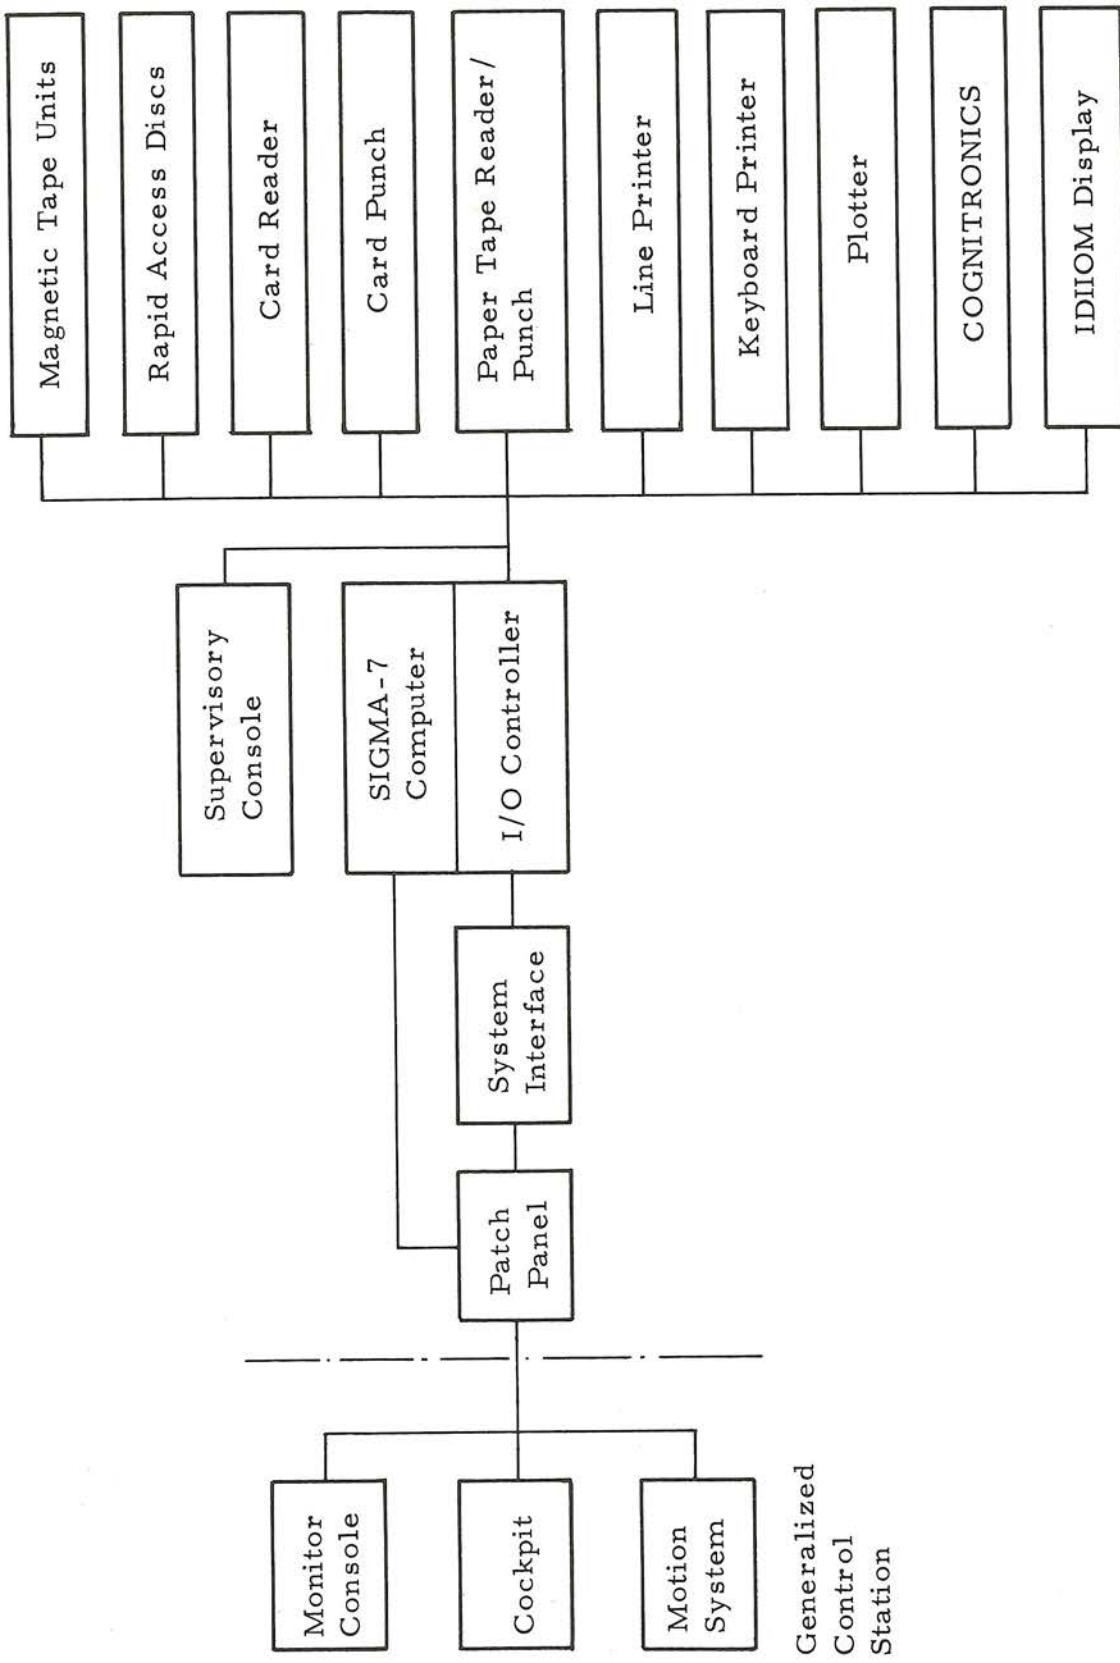 Magnetic Tape Units
Rapid Access Discs
Card Reader
Card Punch
Paper Tape Reader/
Punch
Line Printer
Keyboard Printer
Plotter
COGNITRONICS
IDIIOM Display
Supervisory
Console
SIGMA-7
Computer
I/O Controller
System
Interface
Patch
Panel
Monitor
Console
Cockpit
Motion
System
Generalized
Control
Station